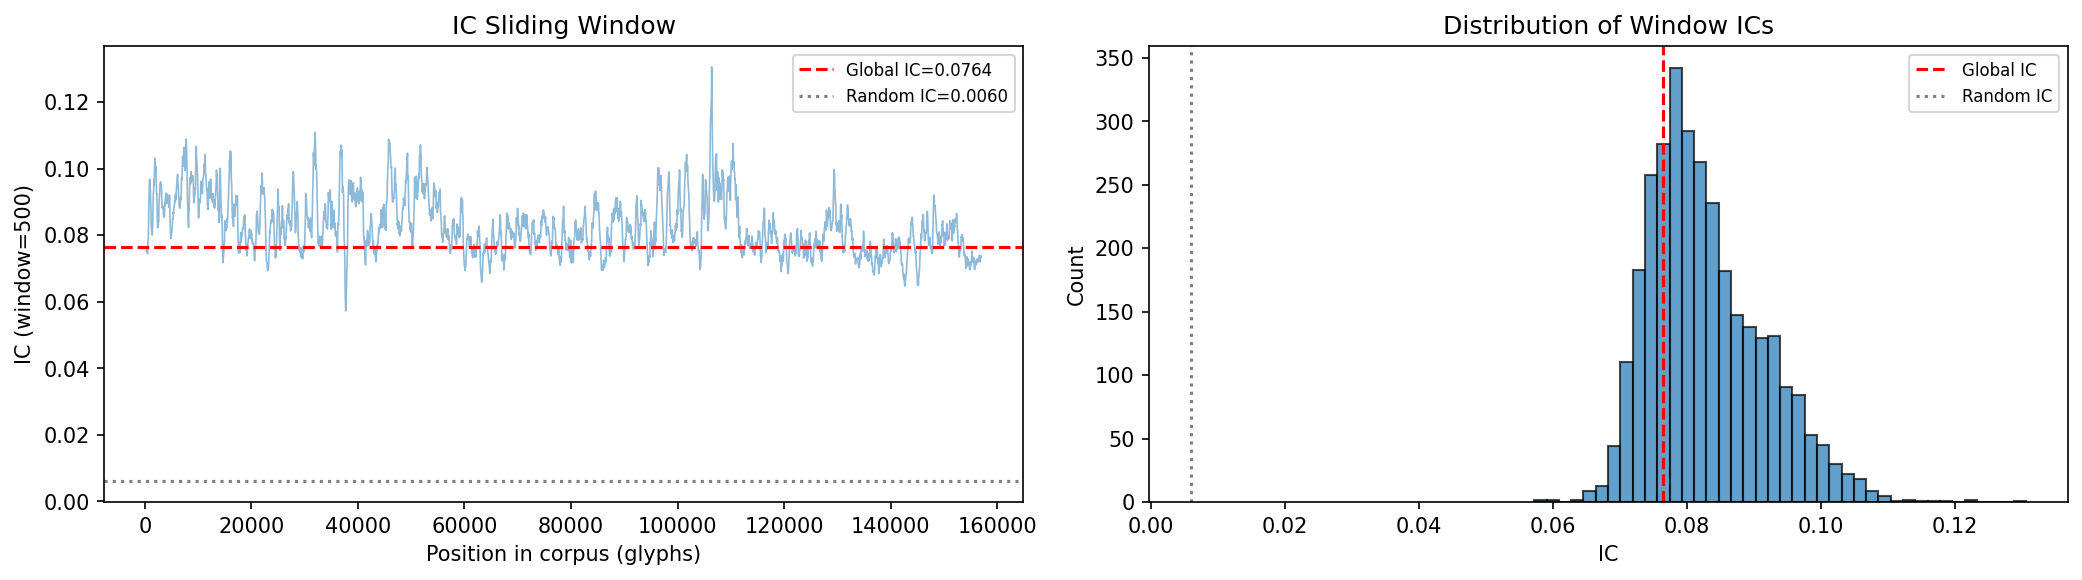 IC Sliding Window
IC (window=500)
0.12
0.10
0.08
0.06
0.04
0.02
0.00
Global IC=0.0764
Random IC=0.0060
0 20000 40000 60000 80000 100000 120000 140000 160000
Position in corpus (glyphs)
Distribution of Window ICs
Count
350
300
250
200
150
100
50
0
Global IC
Random IC
0.00 0.02 0.04 0.06 0.08 0.10 0.12
IC